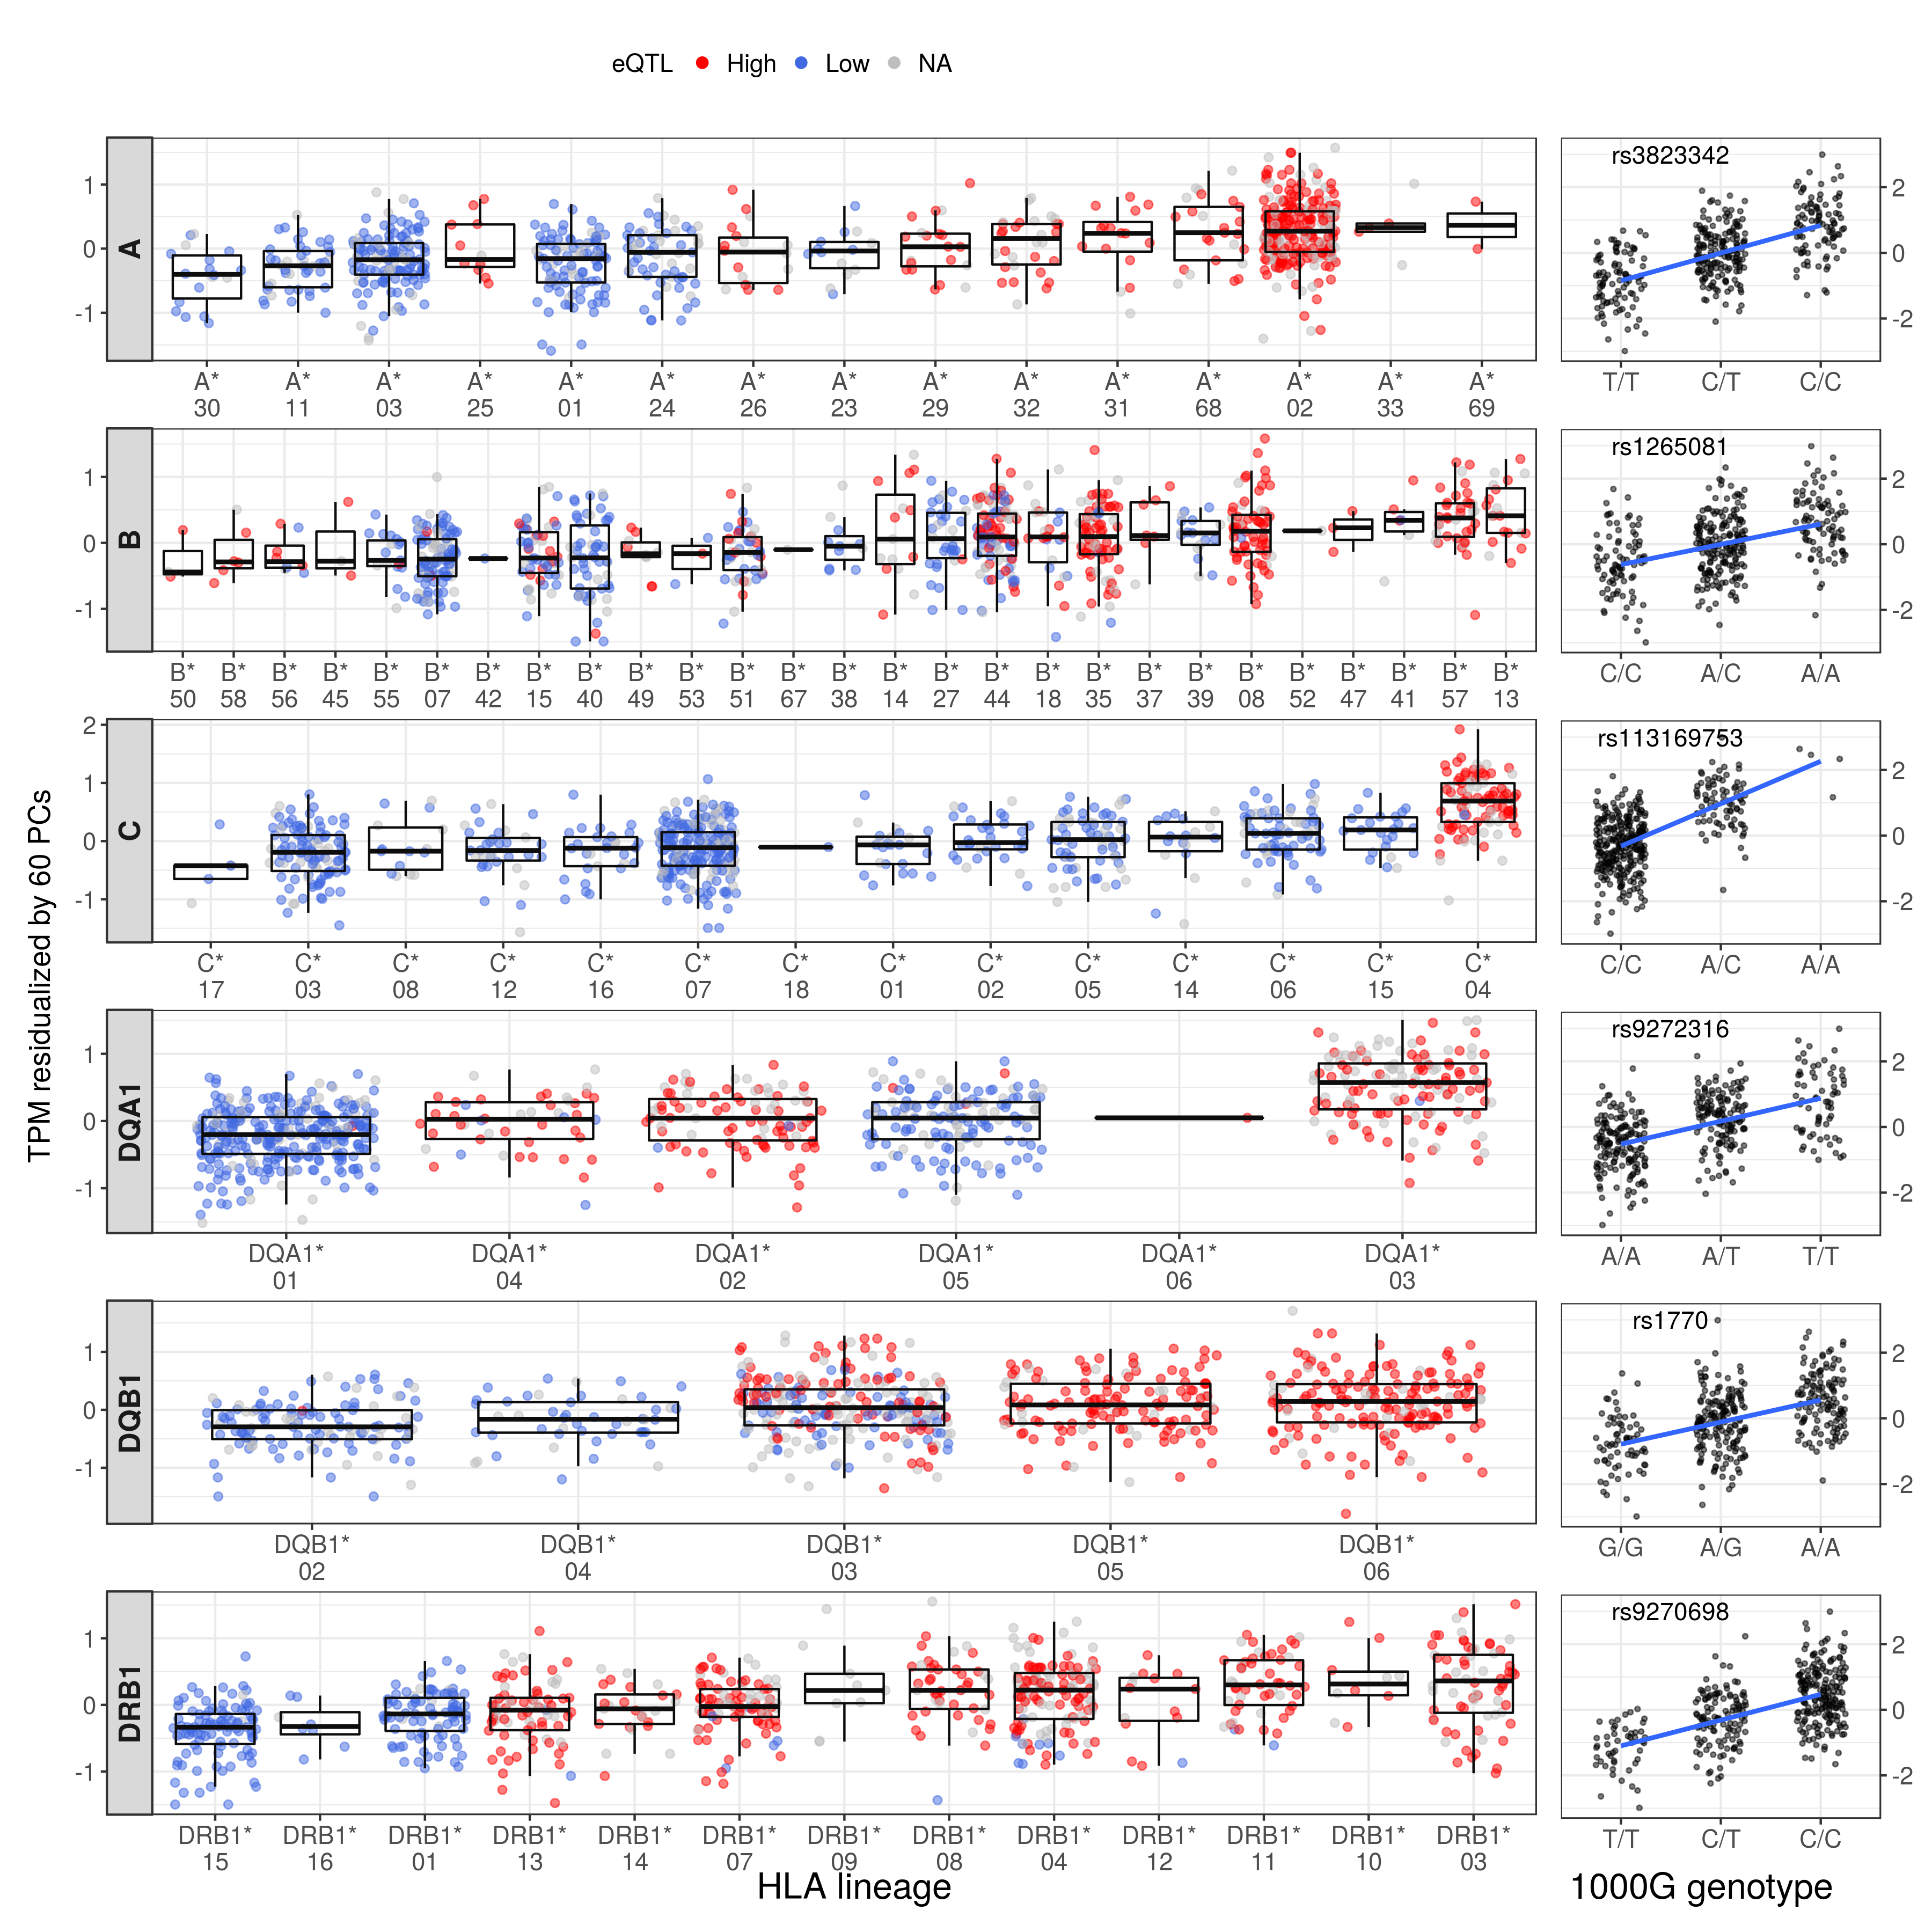 eQTL High Low NA
A
1
0
-1
A* A* A* A* A* A* A* A* A* A* A* A* A* A* A*
30 11 03 25 01 24 26 23 29 32 31 68 02 33 69
rs3823342
2
0
-2
T/T C/T C/C
B
1
0
-1
B* B* B* B* B* B* B* B* B* B* B* B* B* B* B* B* B* B* B* B* B* B* B* B* B* B* B*
50 58 56 45 55 07 42 15 40 49 53 51 67 38 14 27 44 18 35 37 39 08 52 47 41 57 13
rs1265081
2
0
-2
C/C A/C A/A
TPM residualized by 60 PCs
C
2
1
0
-1
C* C* C* C* C* C* C* C* C* C* C* C* C* C*
17 03 08 12 16 07 18 01 02 05 14 06 15 04
rs113169753
2
0
-2
C/C A/C A/A
DQA1
1
0
-1
DQA1* DQA1* DQA1* DQA1* DQA1* DQA1*
01 04 02 05 06 03
rs9272316
2
0
-2
A/A A/T T/T
DQB1
1
0
-1
DQB1* DQB1* DQB1* DQB1* DQB1*
02 04 03 05 06
rs1770
2
0
-2
G/G A/G A/A
DRB1
1
0
-1
DRB1* DRB1* DRB1* DRB1* DRB1* DRB1* DRB1* DRB1* DRB1* DRB1* DRB1* DRB1* DRB1*
15 16 01 13 14 07 09 08 04 12 11 10 03
rs9270698
2
0
-2
T/T C/T C/C
HLA lineage
1000G genotype